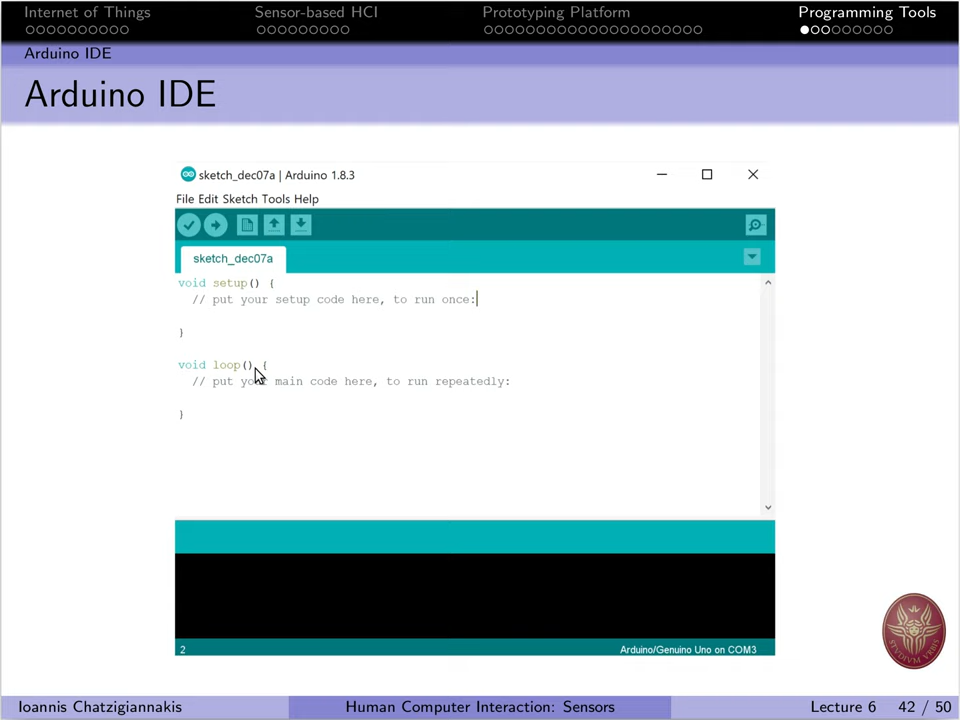 Internet of Things Sensor-based HCI Prototyping Platform Programming Tools
Arduino IDE
Arduino IDE
sketch_dec07a | Arduino 1.8.3
File Edit Sketch Tools Help
sketch_dec07a
void setup() {
// put your setup code here, to run once:
}
void loop() {
// put your main code here, to run repeatedly:
}
2 Arduino/Genuino Uno on COM3
STVDIVM VRBIS
Ioannis Chatzigiannakis Human Computer Interaction: Sensors Lecture 6 42 / 50